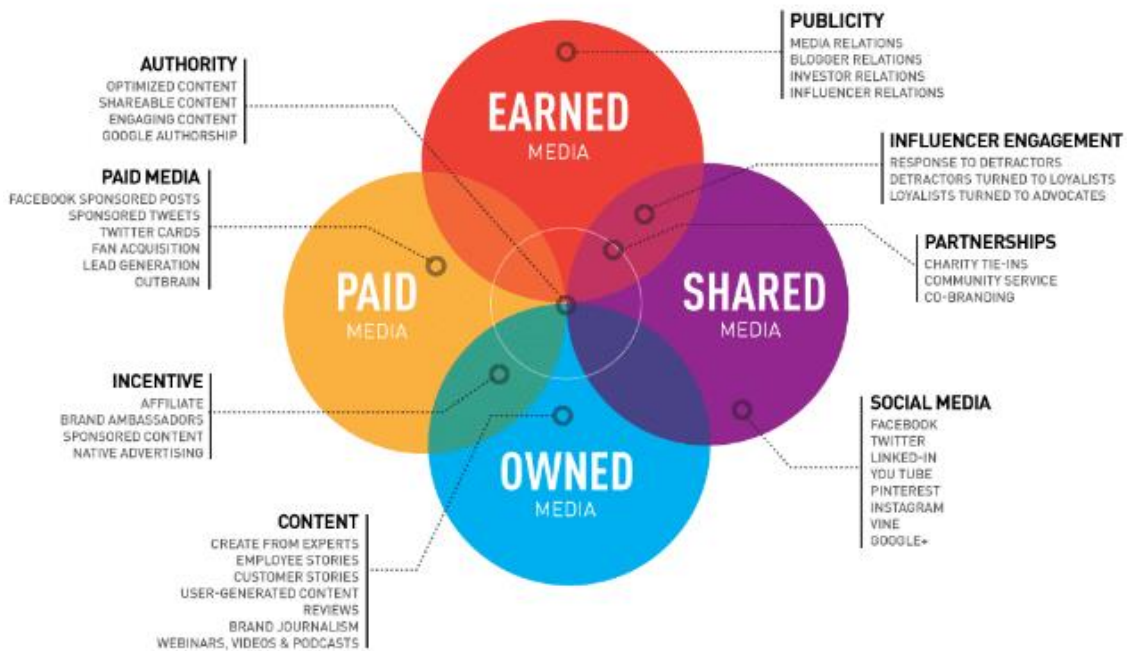 PUBLICITY
MEDIA RELATIONS
BLOGGER RELATIONS
INVESTOR RELATIONS
INFLUENCER RELATIONS
AUTHORITY
OPTIMIZED CONTENT
SHAREABLE CONTENT
ENGAGING CONTENT
GOOGLE AUTHORSHIP
EARNED
MEDIA
INFLUENCER ENGAGEMENT
RESPONSE TO DETRACTORS
DETRACTORS TURNED TO LOYALISTS
LOYALISTS TURNED TO ADVOCATES
PAID MEDIA
FACEBOOK SPONSORED POSTS
SPONSORED TWEETS
TWITTER CARDS
FAN ACQUISITION
LEAD GENERATION
OUTBRAIN
PARTNERSHIPS
CHARITY TIE-INS
COMMUNITY SERVICE
CO-BRANDING
PAID
MEDIA
SHARED
MEDIA
INCENTIVE
AFFILIATE
BRAND AMBASSADORS
SPONSORED CONTENT
NATIVE ADVERTISING
SOCIAL MEDIA
FACEBOOK
TWITTER
LINKED-IN
YOU TUBE
PINTEREST
INSTAGRAM
VINE
GOOGLE+
OWNED
MEDIA
CONTENT
CREATE FROM EXPERTS
EMPLOYEE STORIES
CUSTOMER STORIES
USER-GENERATED CONTENT
REVIEWS
BRAND JOURNALISM
WEBINARS, VIDEOS & PODCASTS